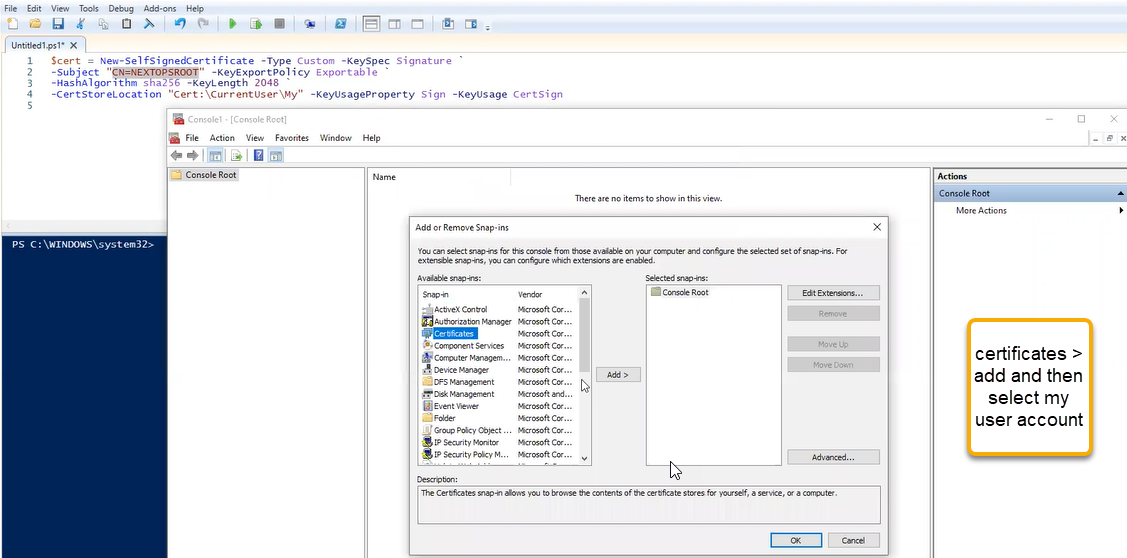 File Edit View Tools Debug Add-ons Help
Untitled1.ps1* X
1 $cert = New-SelfSignedCertificate -Type Custom -KeySpec Signature `
2 -Subject "CN=NEXTOPSROOT" -KeyExportPolicy Exportable `
3 -HashAlgorithm sha256 -KeyLength 2048 `
4 -CertStoreLocation "Cert:\CurrentUser\My" -KeyUsageProperty Sign -KeyUsage CertSign
5
PS C:\WINDOWS\system32>
Console1 - [Console Root]
File Action View Favorites Window Help
Console Root
Name
There are no items to show in this view.
Actions
Console Root
More Actions
Add or Remove Snap-ins
You can select snap-ins for this console from those available on your computer and configure the selected set of snap-ins. For
extensible snap-ins, you can configure which extensions are enabled.
Available snap-ins:
Snap-in Vendor
ActiveX Control Microsoft Cor...
Authorization Manager Microsoft Cor...
Certificates Microsoft Cor...
Component Services Microsoft Cor...
Computer Managem... Microsoft Cor...
Device Manager Microsoft Cor...
DFS Management Microsoft Cor...
Disk Management Microsoft and...
Event Viewer Microsoft Cor...
Folder Microsoft Cor...
Group Policy Object ... Microsoft Cor...
IP Security Monitor Microsoft Cor...
IP Security Policy M... Microsoft Cor...
Add >
Selected snap-ins:
Console Root
Edit Extensions...
Remove
Move Up
Move Down
Advanced...
Description:
The Certificates snap-in allows you to browse the contents of the certificate stores for yourself, a service, or a computer.
OK
Cancel
certificates >
add and then
select my
user account